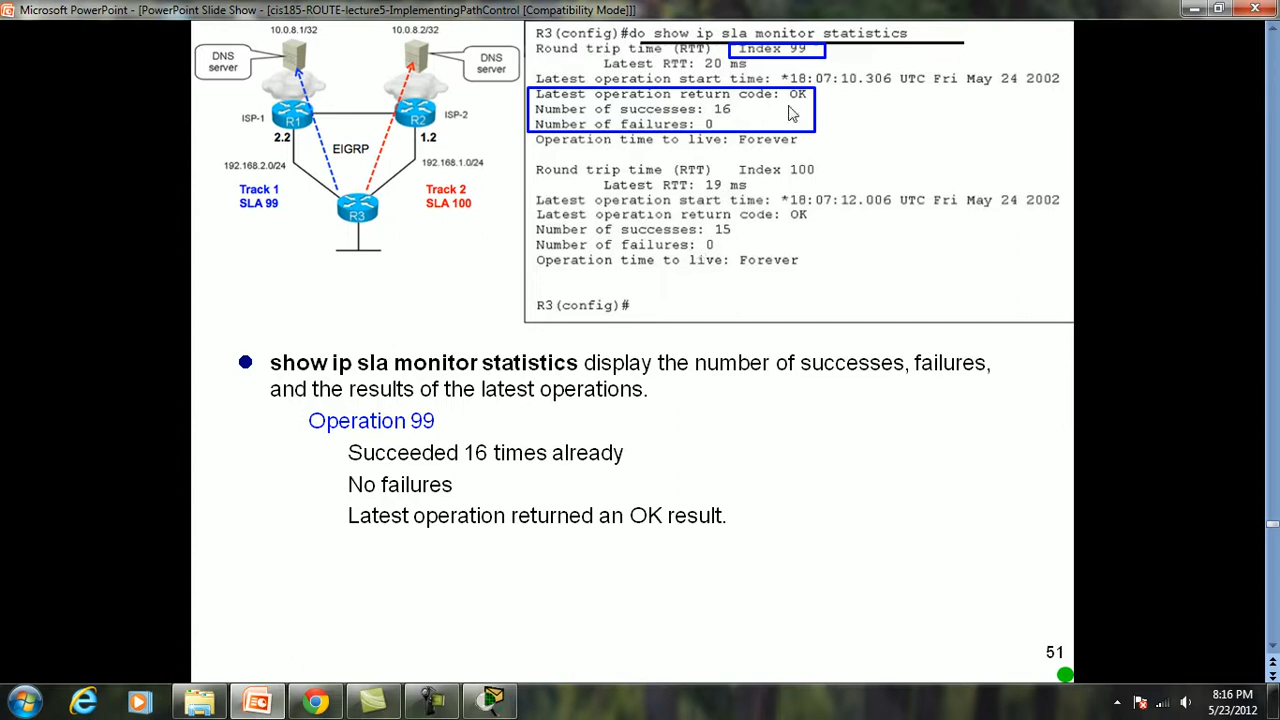 Microsoft PowerPoint - [PowerPoint Slide Show - [cis185-ROUTE-lecture5-ImplementingPathControl [Compatibility Mode]]]
10.0.8.1/32
10.0.8.2/32
DNS
server
DNS
server
ISP-1
R1
R2
ISP-2
2.2
1.2
EIGRP
192.168.2.0/24
192.168.1.0/24
Track 1
SLA 99
Track 2
SLA 100
R3
R3(config)#do show ip sla monitor statistics
Round trip time (RTT) Index 99
Latest RTT: 20 ms
Latest operation start time: *18:07:10.306 UTC Fri May 24 2002
Latest operation return code: OK
Number of successes: 16
Number of failures: 0
Operation time to live: Forever
Round trip time (RTT) Index 100
Latest RTT: 19 ms
Latest operation start time: *18:07:12.006 UTC Fri May 24 2002
Latest operation return code: OK
Number of successes: 15
Number of failures: 0
Operation time to live: Forever
R3(config)#
show ip sla monitor statistics display the number of successes, failures,
and the results of the latest operations.
Operation 99
Succeeded 16 times already
No failures
Latest operation returned an OK result.
51
8:16 PM
5/23/2012